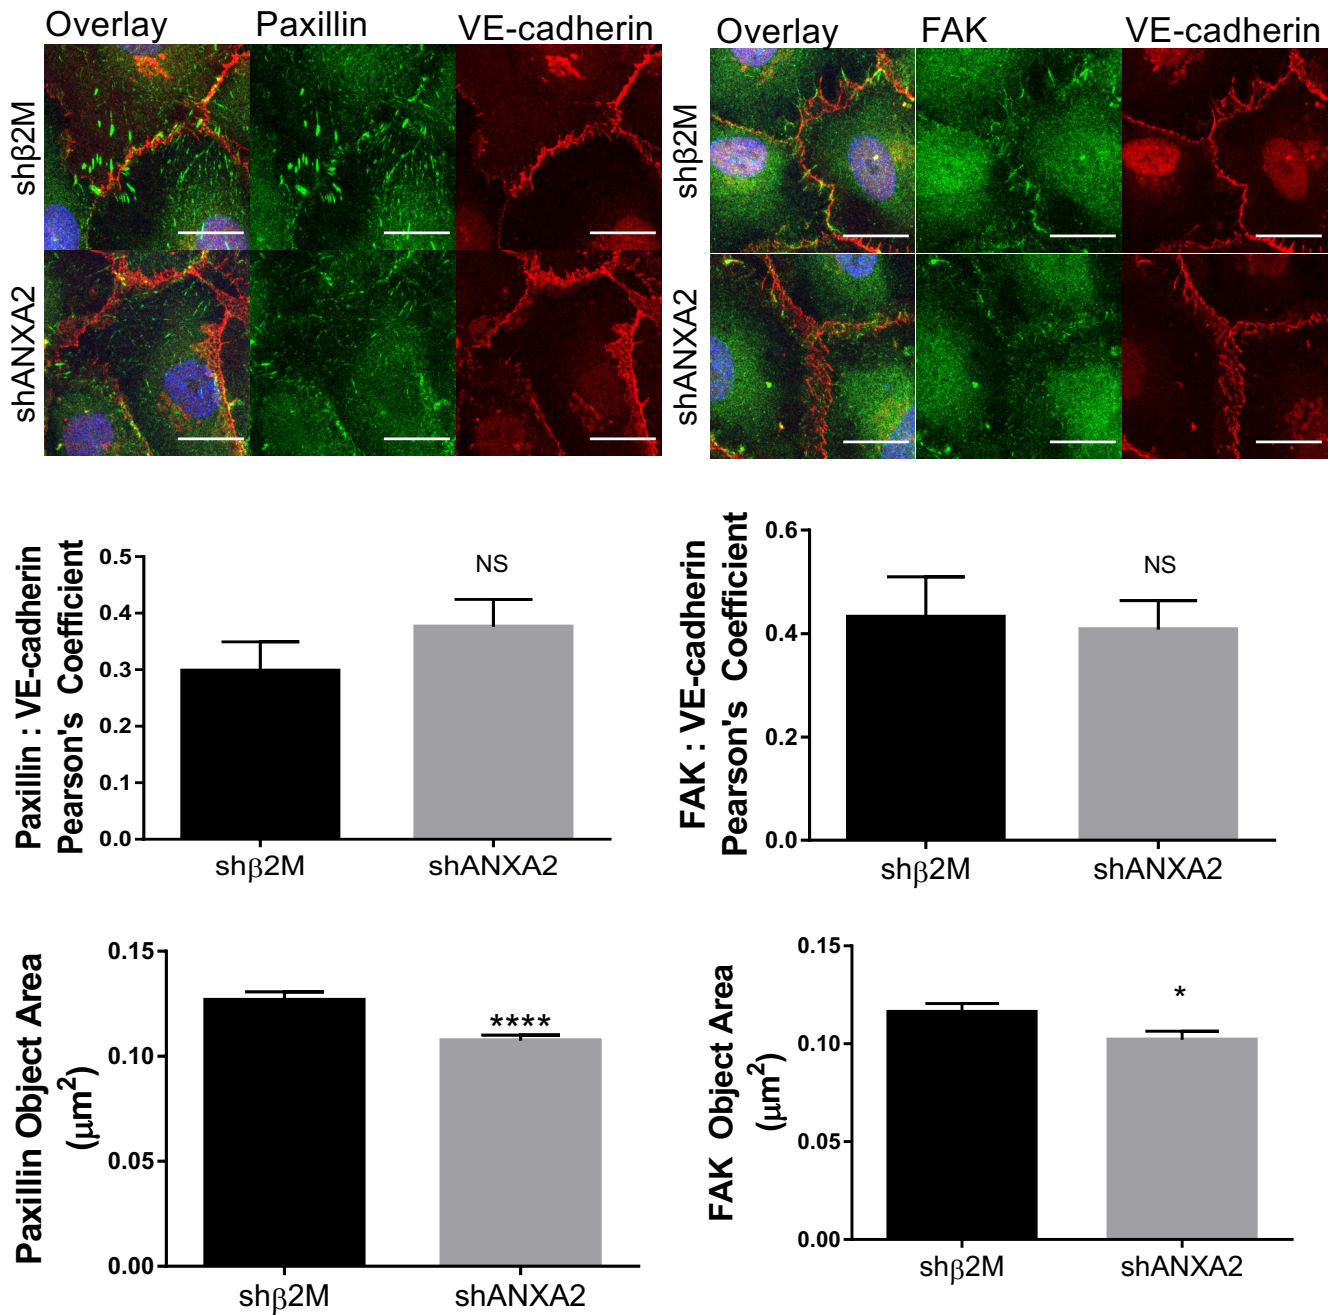 Overlay Paxillin VE-cadherin
shβ2M
shANXA2
Overlay FAK VE-cadherin
shβ2M
shANXA2
Paxillin : VE-cadherin
Pearson's Coefficient
0.5
0.4
0.3
0.2
0.1
0.0
NS
shβ2M shANXA2
FAK : VE-cadherin
Pearson's Coefficient
0.6
0.4
0.2
0.0
NS
shβ2M shANXA2
Paxillin Object Area
(μm²)
0.15
0.10
0.05
0.00
****
shβ2M shANXA2
FAK Object Area
(μm²)
0.15
0.10
0.05
0.00
*
shβ2M shANXA2